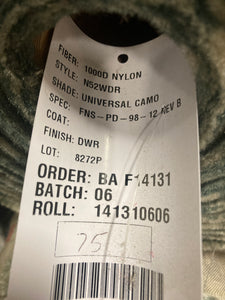 FIBER: 1000D NYLON
STYLE: N52WDR
SHADE: UNIVERSAL CAMO
SPEC: FNS-PD-98-12 REV B
COAT:
FINISH: DWR
LOT: 8272P
ORDER: BA F14131
BATCH: 06
ROLL: 141310606
75